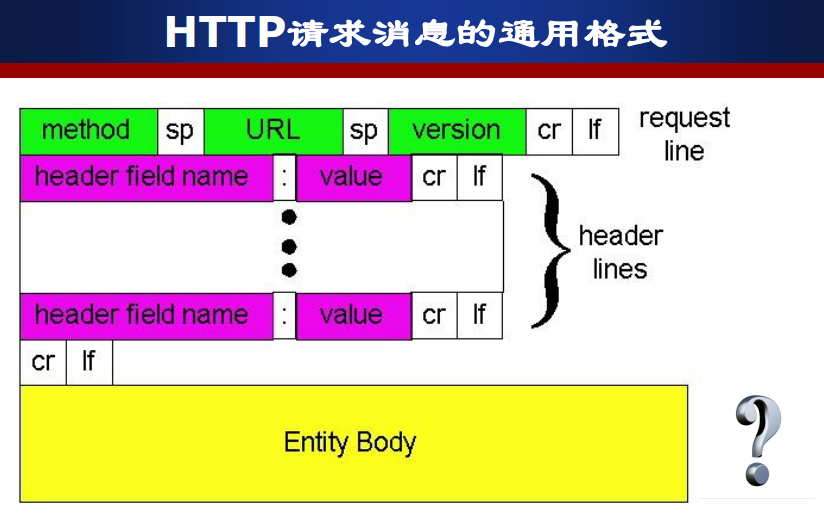 HTTP请求消息的通用格式
method sp URL sp version cr lf
request
line
header field name : value cr lf
header
lines
header field name : value cr lf
cr lf
Entity Body
?